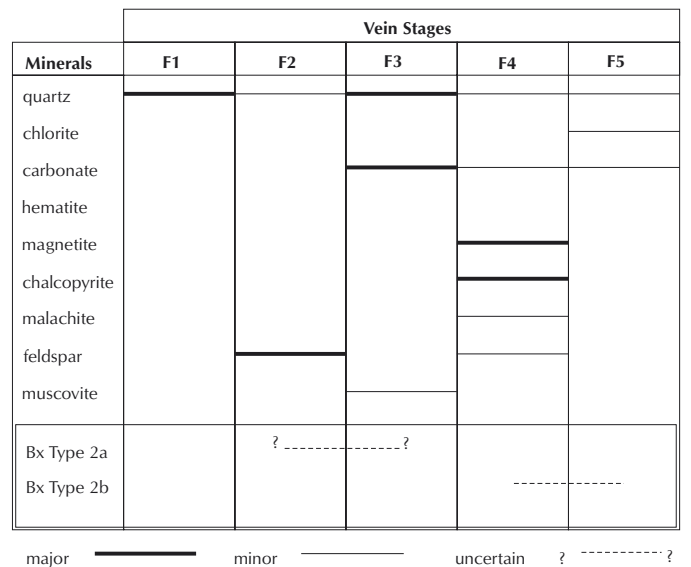 Vein Stages
Minerals F1 F2 F3 F4 F5
quartz
chlorite
carbonate
hematite
magnetite
chalcopyrite
malachite
feldspar
muscovite
Bx Type 2a ? ?
Bx Type 2b
major minor uncertain ? ?